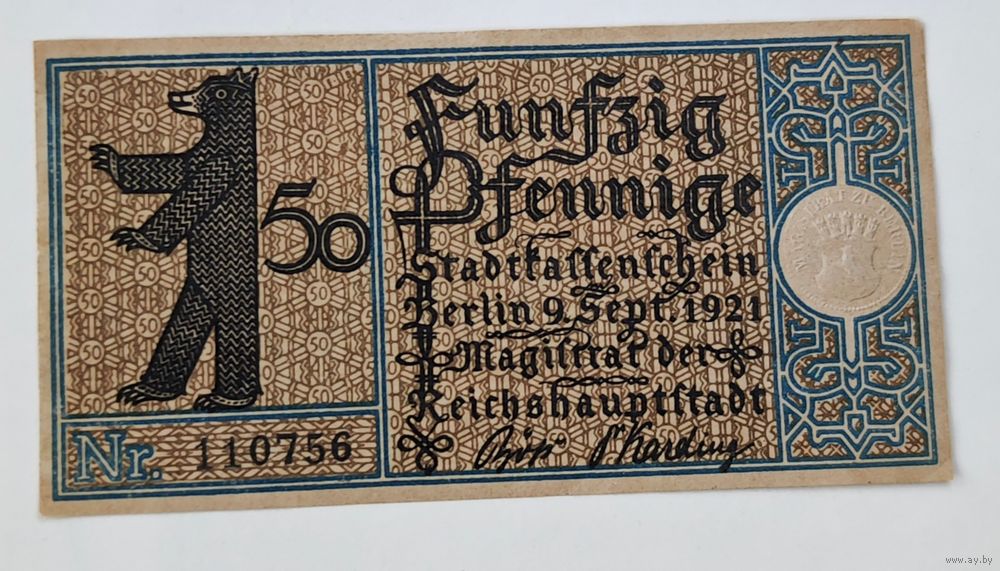 50
Funfzig
Pfennige
Stadtkassenschein
Berlin 9. Sept. 1921
Magistrat der
Reichshauptstadt
Nr. 110756
www.ay.by